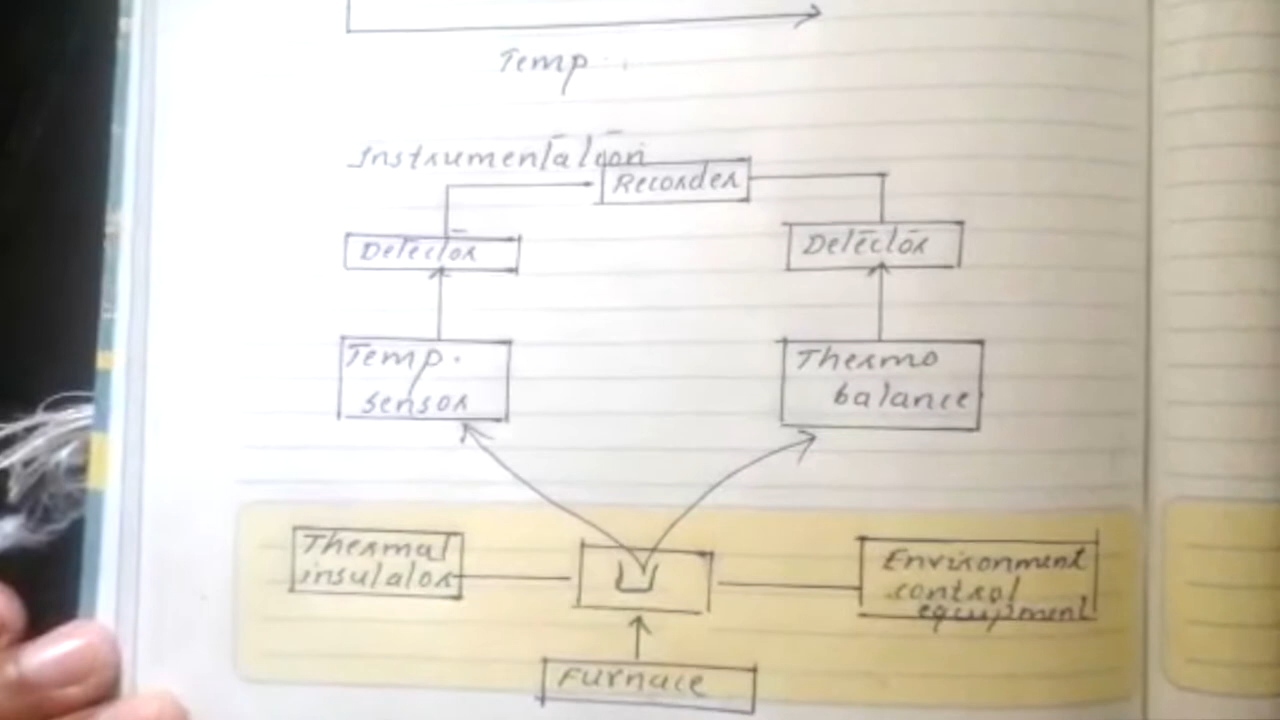 Temp
Instrumentation
Recorder
Detector
Detector
Temp.
sensor
Thermo
balance
Thermal
insulator
Environment
control
equipment
Furnace